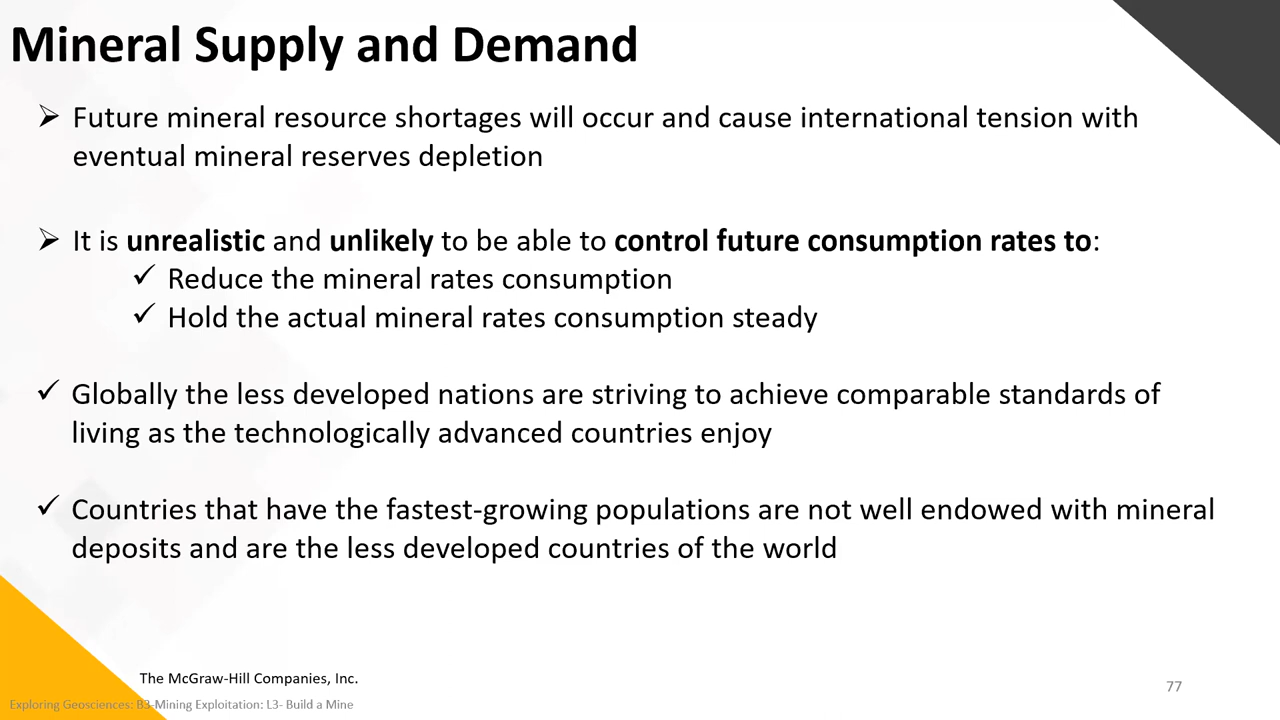 Mineral Supply and Demand
➢ Future mineral resource shortages will occur and cause international tension with
eventual mineral reserves depletion
➢ It is unrealistic and unlikely to be able to control future consumption rates to:
✓ Reduce the mineral rates consumption
✓ Hold the actual mineral rates consumption steady
✓ Globally the less developed nations are striving to achieve comparable standards of
living as the technologically advanced countries enjoy
✓ Countries that have the fastest-growing populations are not well endowed with mineral
deposits and are the less developed countries of the world
The McGraw-Hill Companies, Inc.
77
Exploring Geosciences: B3-Mining Exploitation: L3- Build a Mine